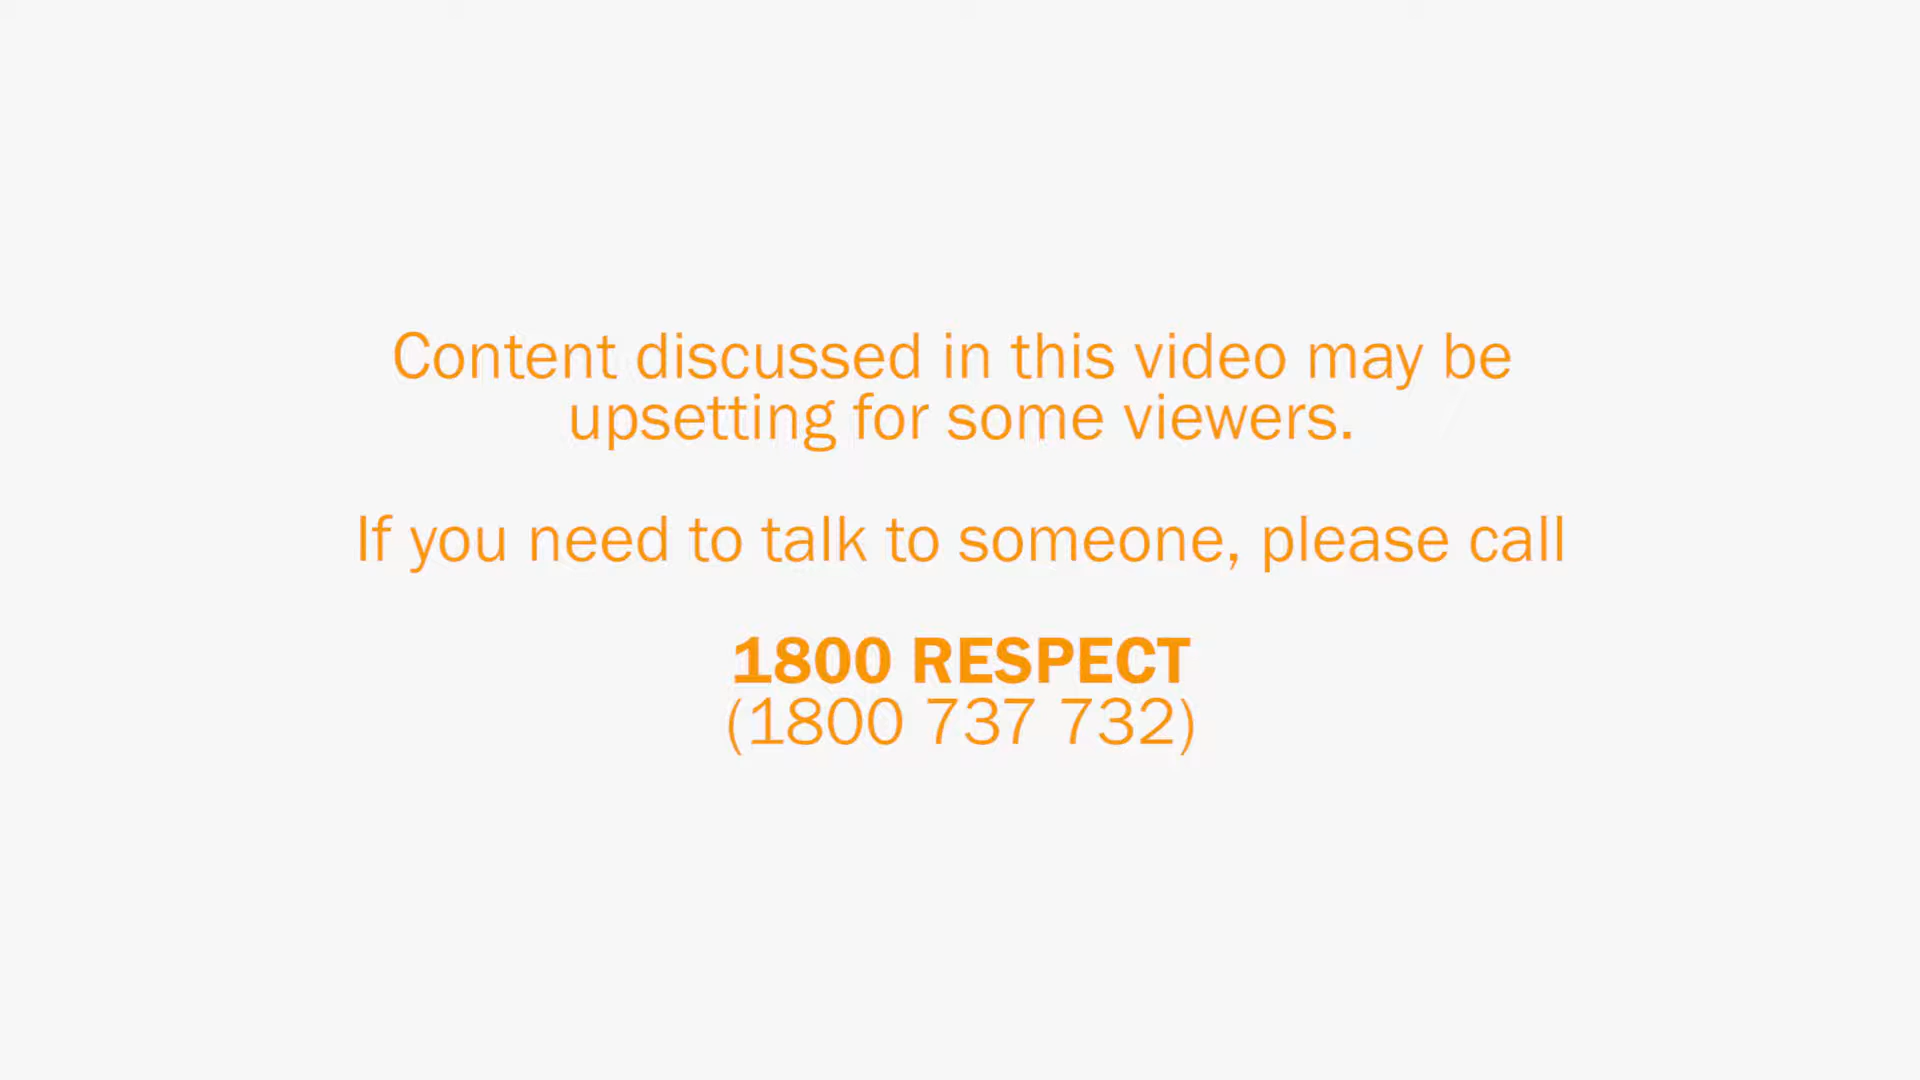 Content discussed in this video may be
upsetting for some viewers.
If you need to talk to someone, please call
1800 RESPECT
(1800 737 732)